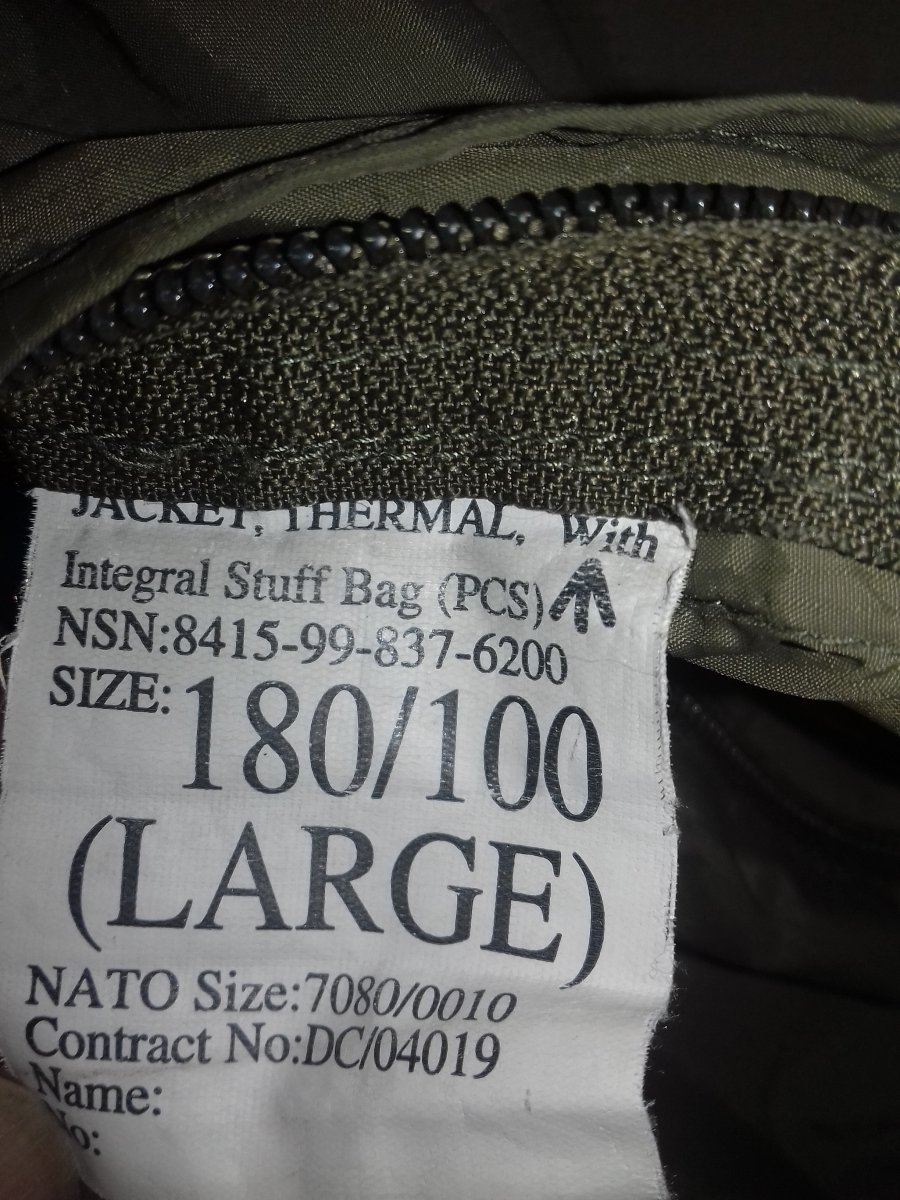 JACKET, THERMAL, With
Integral Stuff Bag (PCS)
NSN:8415-99-837-6200
SIZE: 180/100
(LARGE)
NATO Size:7080/0010
Contract No:DC/04019
Name:
No: